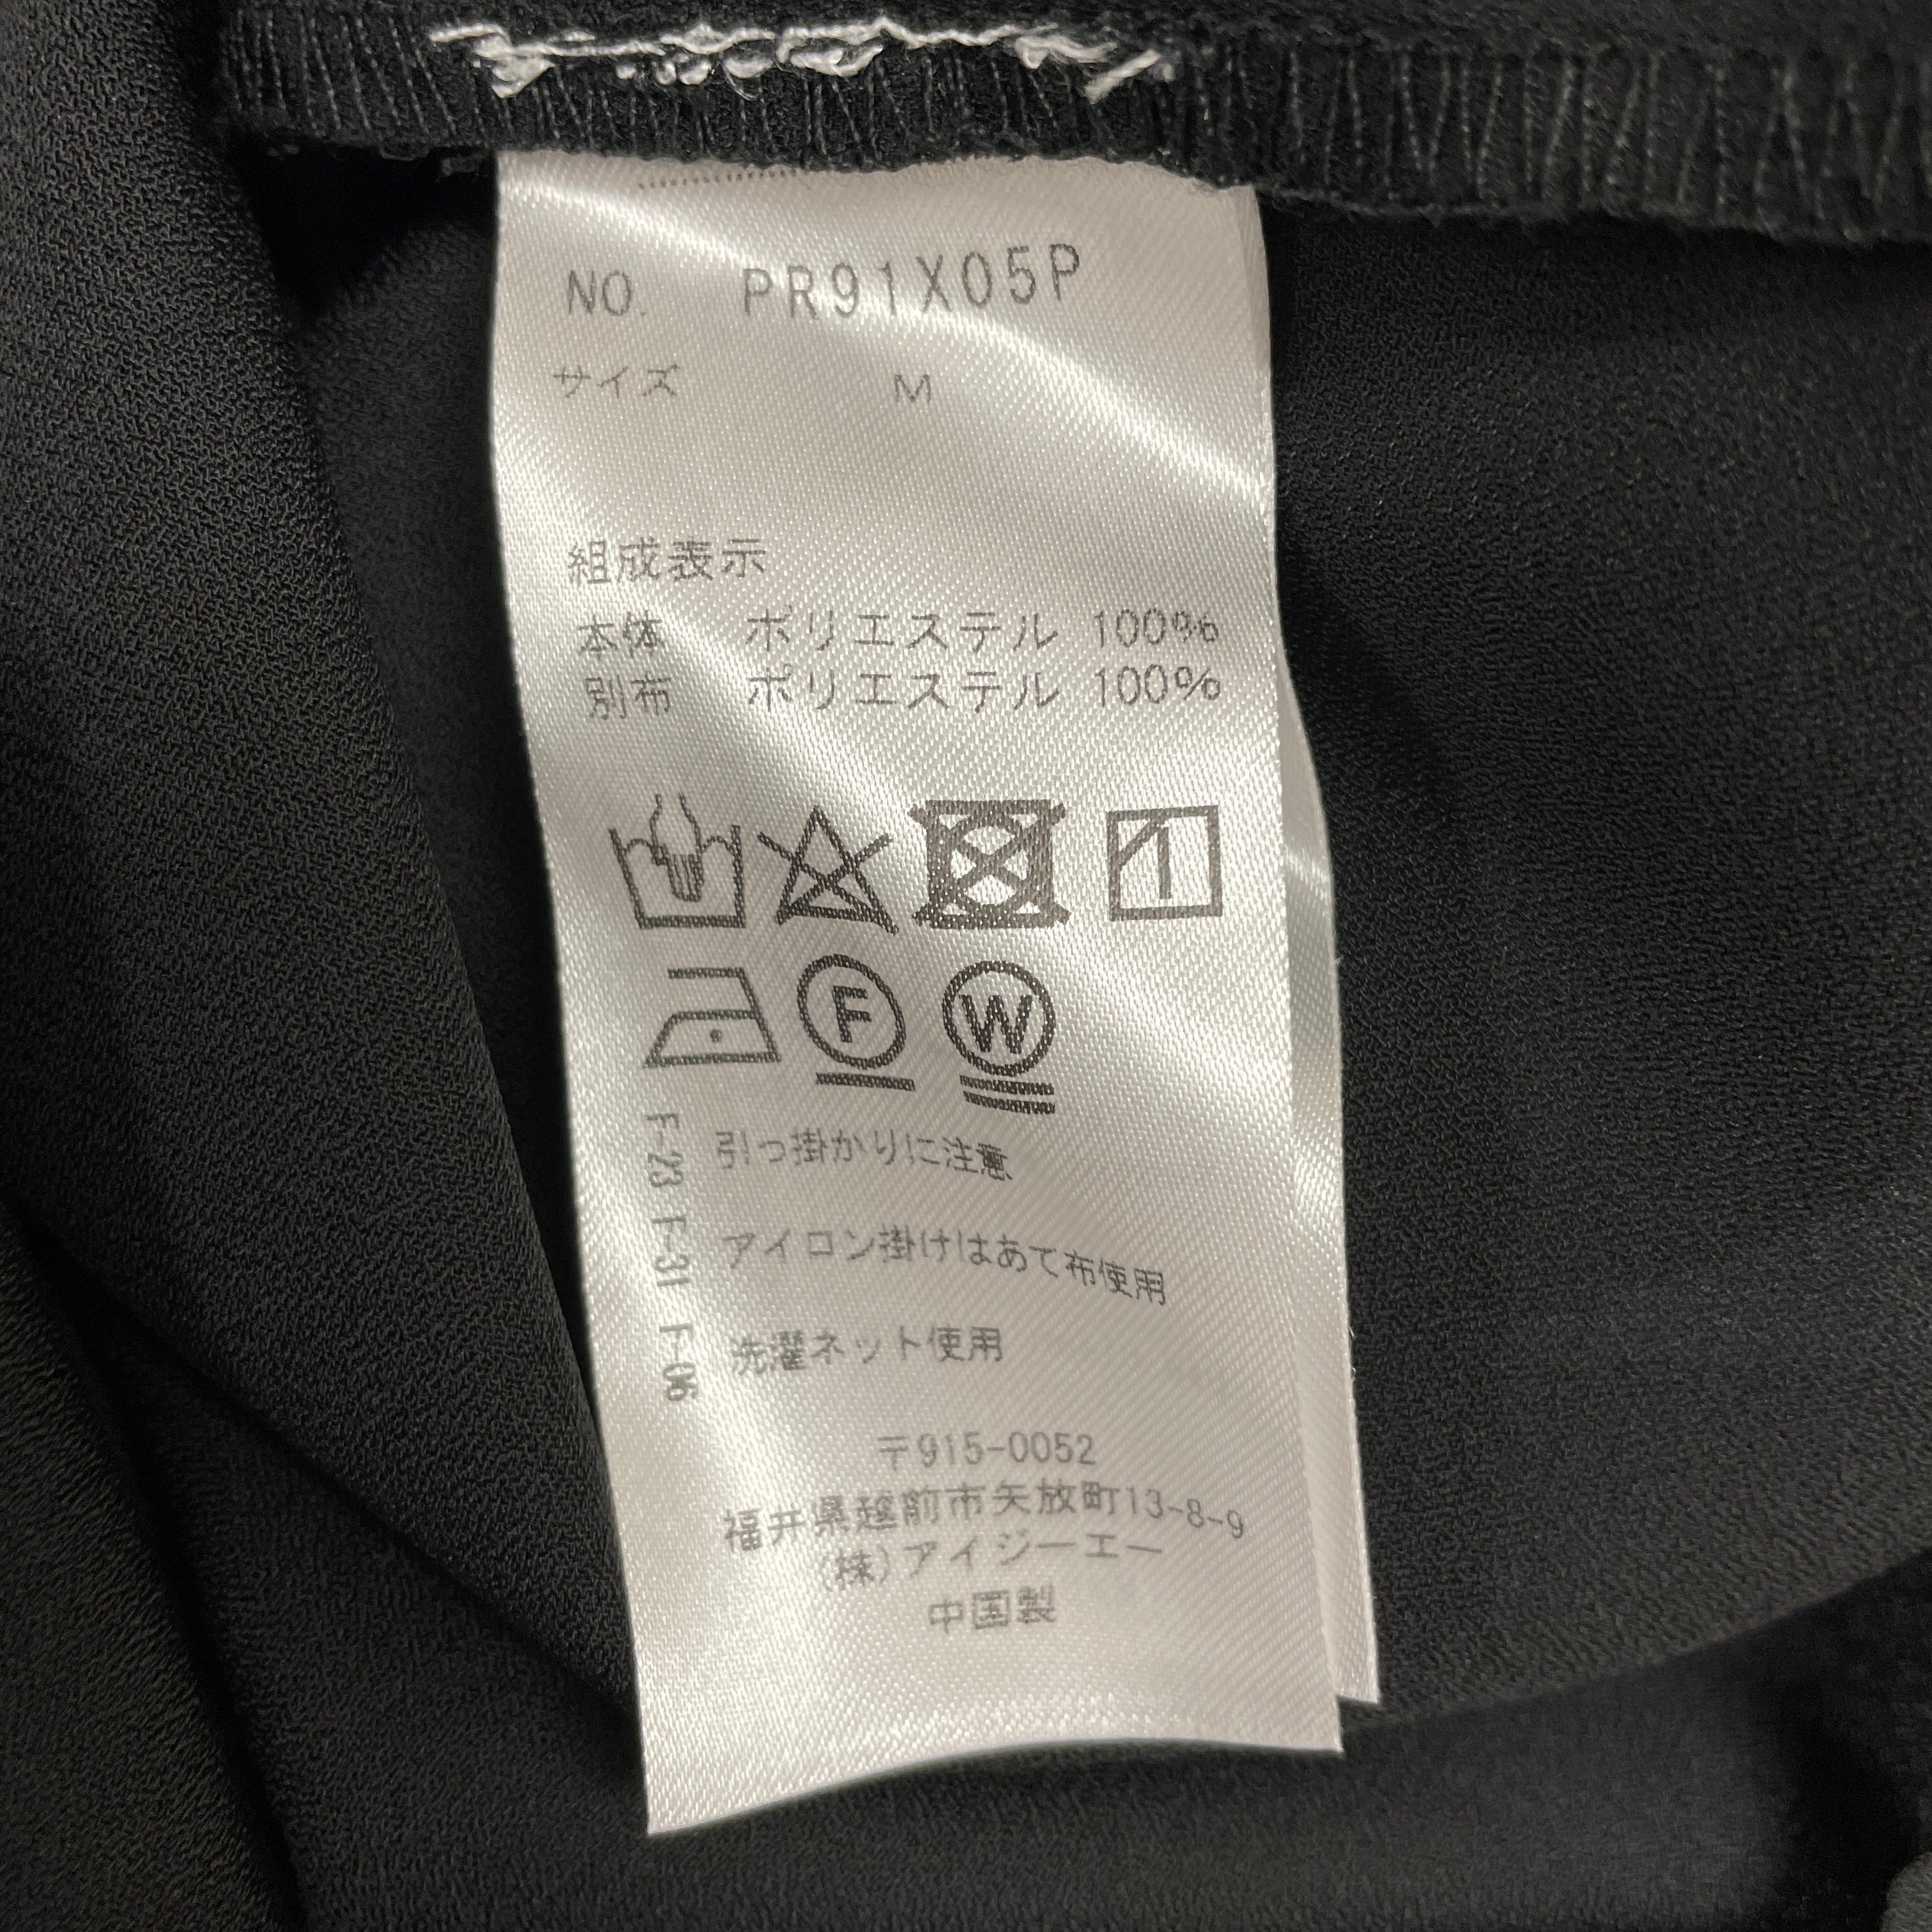 NO. PR91X05P
サイズ M
組成表示
本体 ポリエステル 100%
別布 ポリエステル 100%
F
W
F-23 引っ掛かりに注意
F-31 アイロン掛けはあて布使用
F-06 洗濯ネット使用
〒915-0052
福井県越前市矢放町13-8-9
(株)アイジーエー
中国製